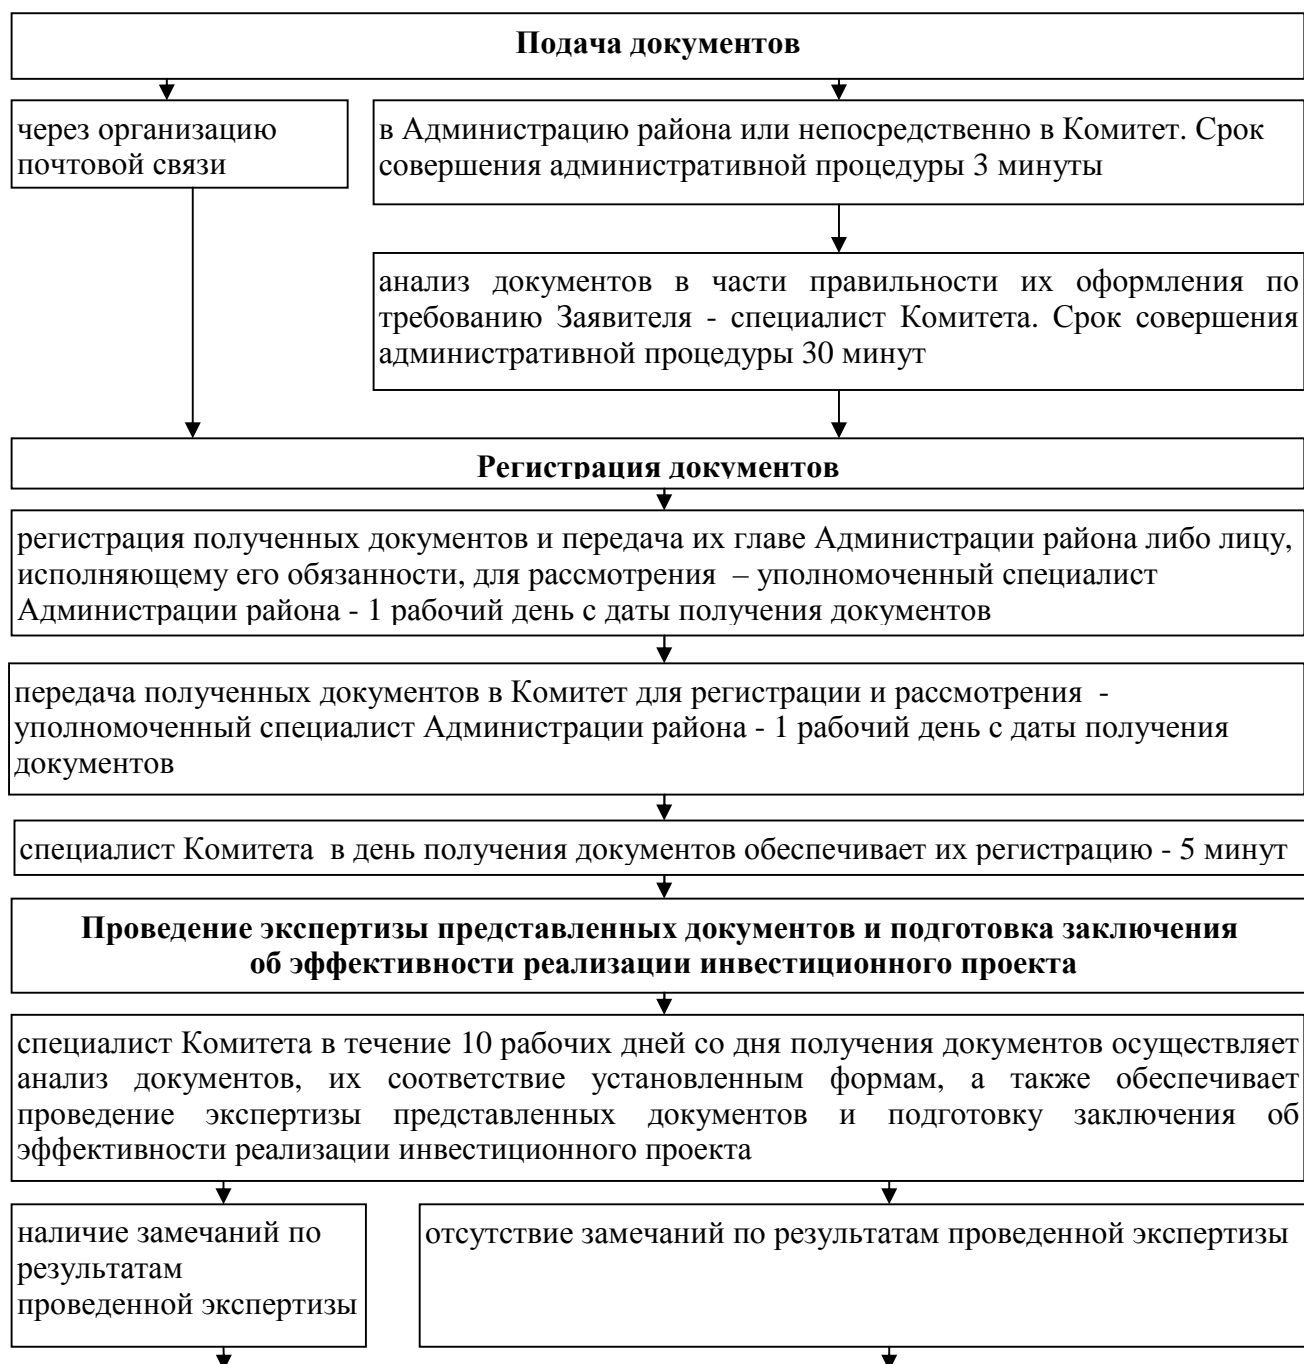 Подача документов
через организацию
почтовой связи
в Администрацию района или непосредственно в Комитет. Срок
совершения административной процедуры 3 минуты
анализ документов в части правильности их оформления по
требованию Заявителя - специалист Комитета. Срок совершения
административной процедуры 30 минут
Регистрация документов
регистрация полученных документов и передача их главе Администрации района либо лицу,
исполняющему его обязанности, для рассмотрения – уполномоченный специалист
Администрации района - 1 рабочий день с даты получения документов
передача полученных документов в Комитет для регистрации и рассмотрения -
уполномоченный специалист Администрации района - 1 рабочий день с даты получения
документов
специалист Комитета в день получения документов обеспечивает их регистрацию - 5 минут
Проведение экспертизы представленных документов и подготовка заключения
об эффективности реализации инвестиционного проекта
специалист Комитета в течение 10 рабочих дней со дня получения документов осуществляет
анализ документов, их соответствие установленным формам, а также обеспечивает
проведение экспертизы представленных документов и подготовку заключения об
эффективности реализации инвестиционного проекта
наличие замечаний по
результатам
проведенной экспертизы
отсутствие замечаний по результатам проведенной экспертизы